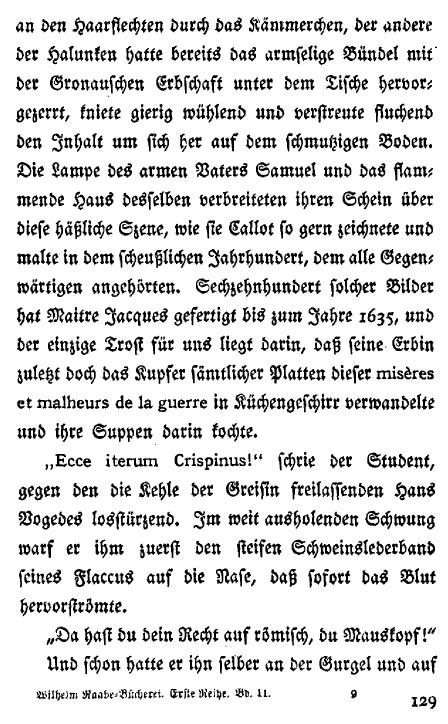 an den Haarflechten durch das Kämmerchen, der andere
der Halunken hatte bereits das armselige Bündel mit
der Gronauschen Erbschaft unter dem Tische hervor-
gezerrt, kniete gierig wühlend und verstreute fluchend
den Inhalt um sich her auf dem schmutzigen Boden.
Die Lampe des armen Vaters Samuel und das flam-
mende Haus desselben verbreiteten ihren Schein über
diese häßliche Szene, wie sie Callot so gern zeichnete und
malte in dem scheußlichen Jahrhundert, dem alle Gegen-
wärtigen angehörten. Sechzehnhundert solcher Bilder
hat Maitre Jacques gefertigt bis zum Jahre 1635, und
der einzige Trost für uns liegt darin, daß seine Erbin
zuletzt doch das Kupfer sämtlicher Platten dieser misères
et malheurs de la guerre in Küchengeschirr verwandelte
und ihre Suppen darin kochte.
„Ecce iterum Crispinus!“ schrie der Student,
gegen den die Kehle der Greisin freilassenden Hans
Vogedes losstürzend. Im weit ausholenden Schwung
warf er ihm zuerst den steifen Schweinslederband
seines Flaccus auf die Nase, daß sofort das Blut
hervorströmte.
„Da hast du dein Recht auf römisch, du Mauskopf!“
Und schon hatte er ihn selber an der Gurgel und auf
Wilhelm Raabe-Bücherei. Erste Reihe. Bd. 11. 9
129